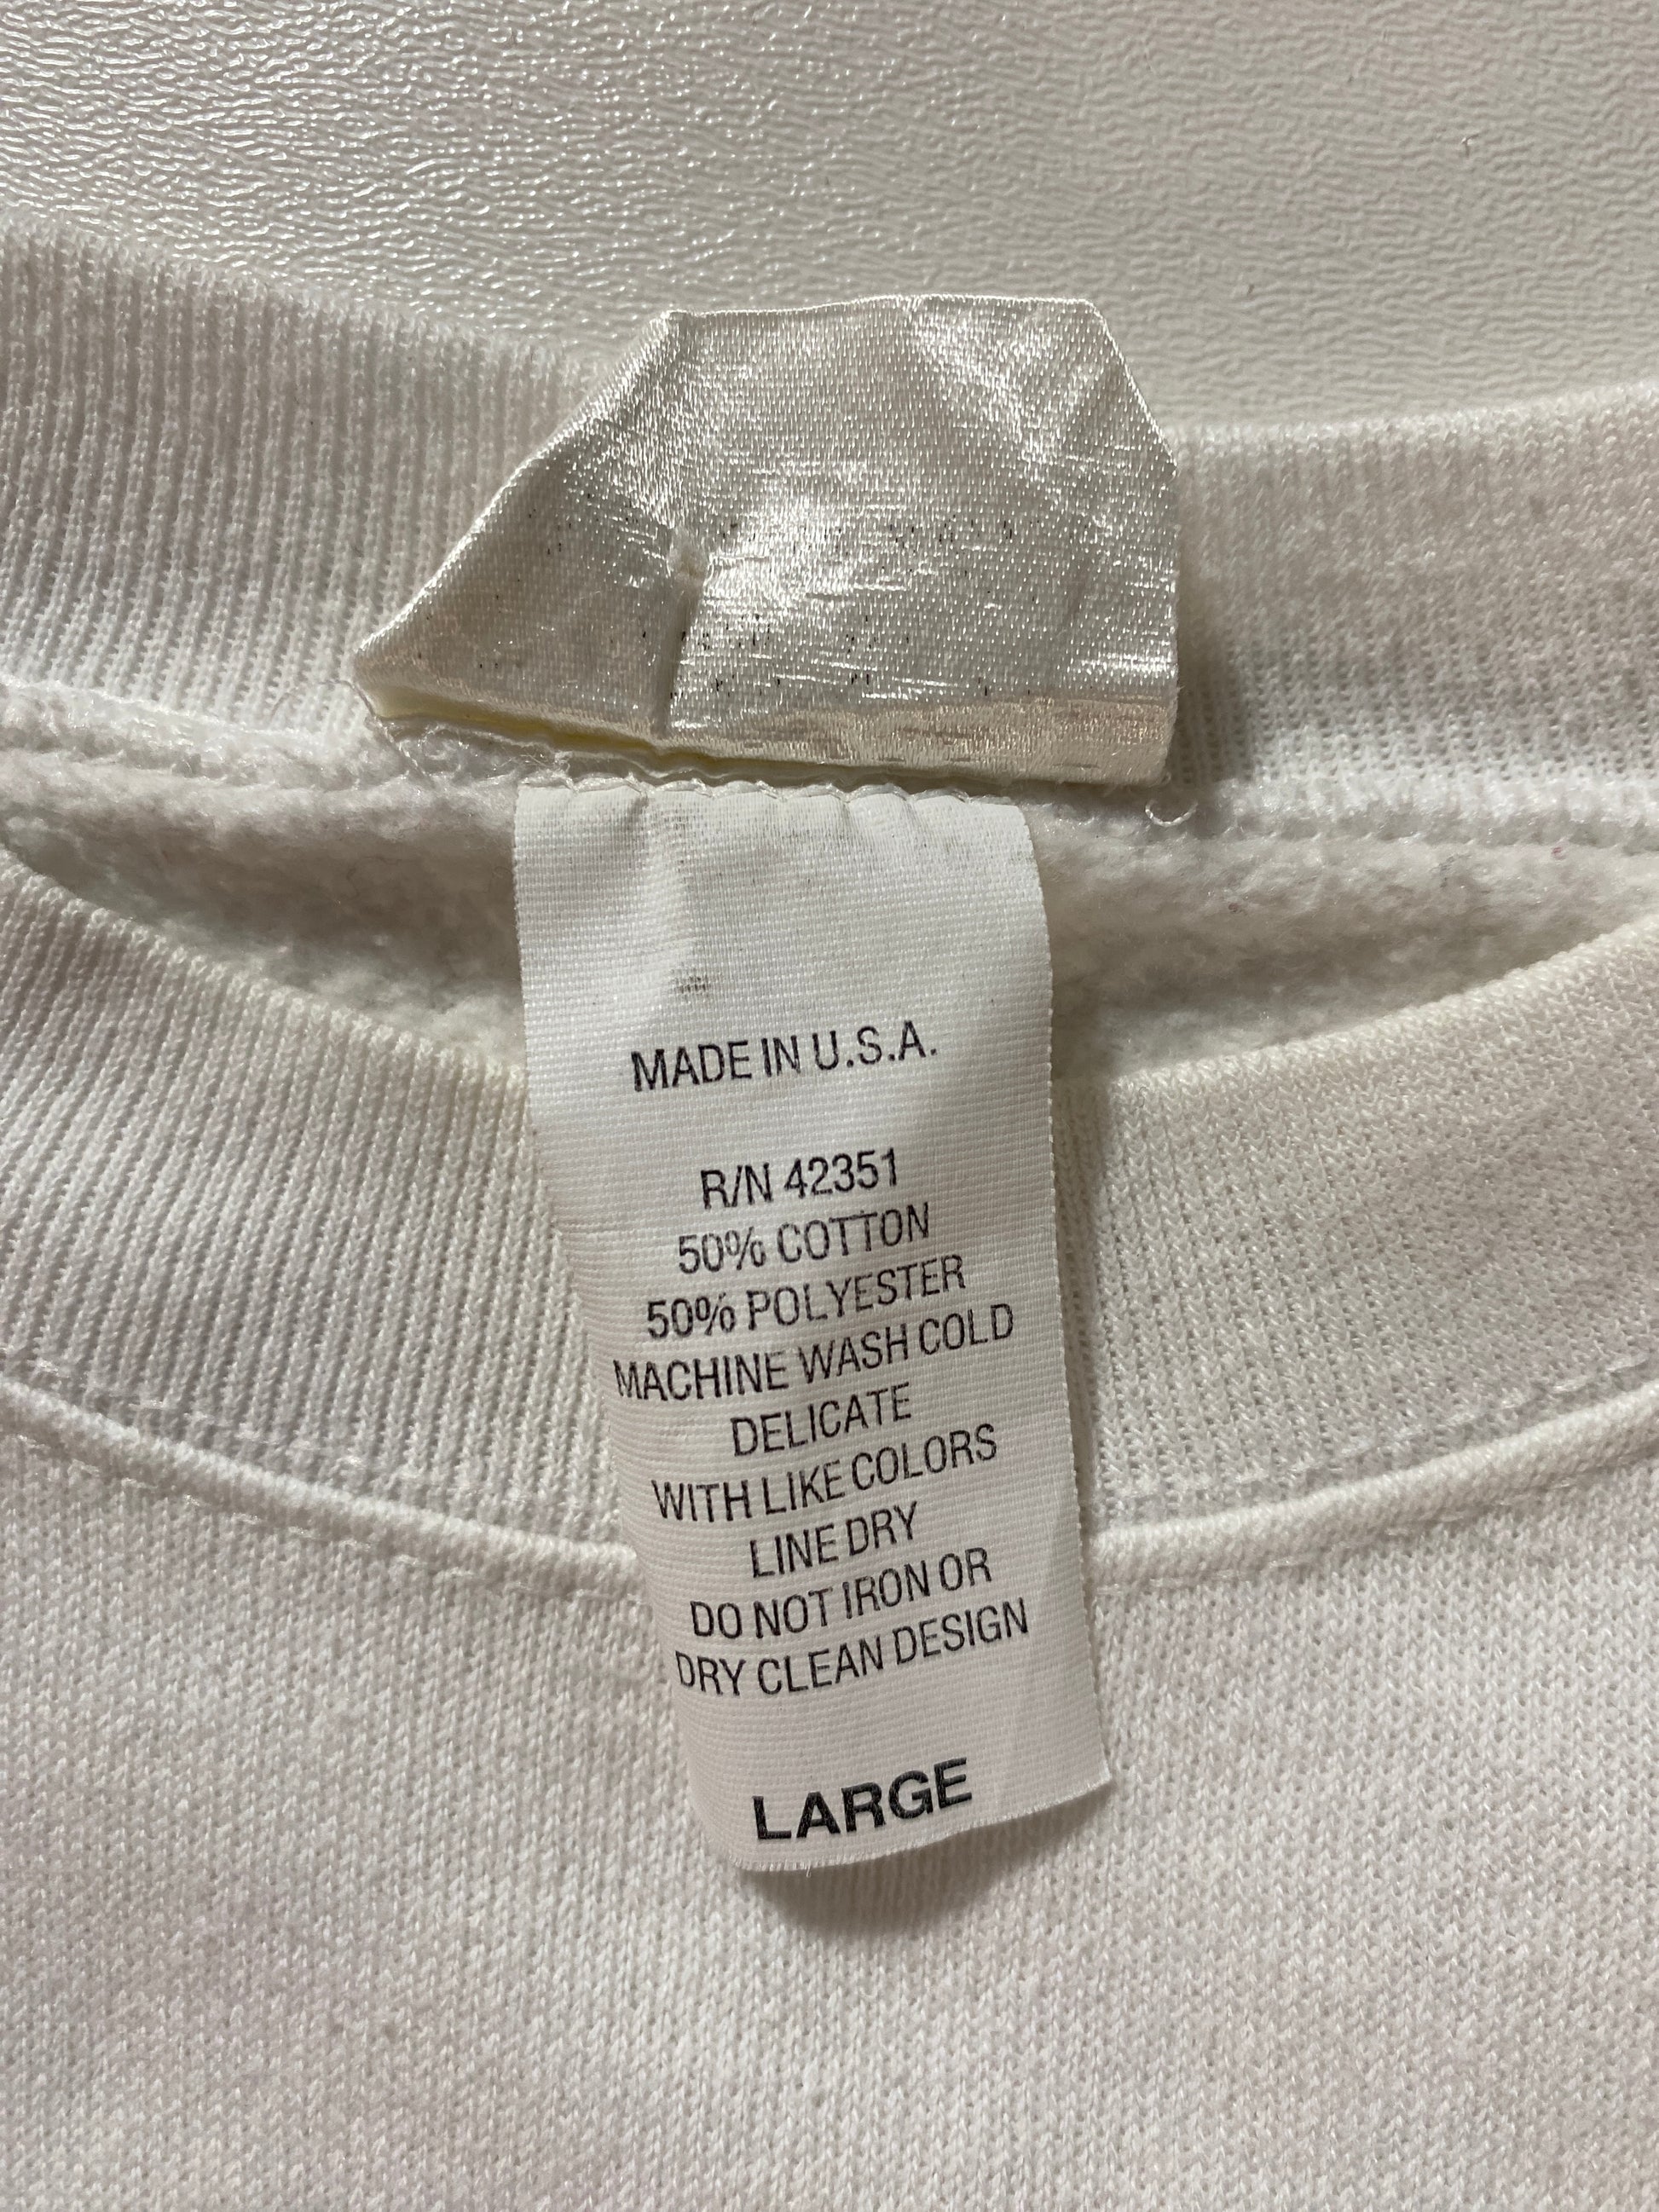 MADE IN U.S.A.
R/N 42351
50% COTTON
50% POLYESTER
MACHINE WASH COLD
DELICATE
WITH LIKE COLORS
LINE DRY
DO NOT IRON OR
DRY CLEAN DESIGN
LARGE